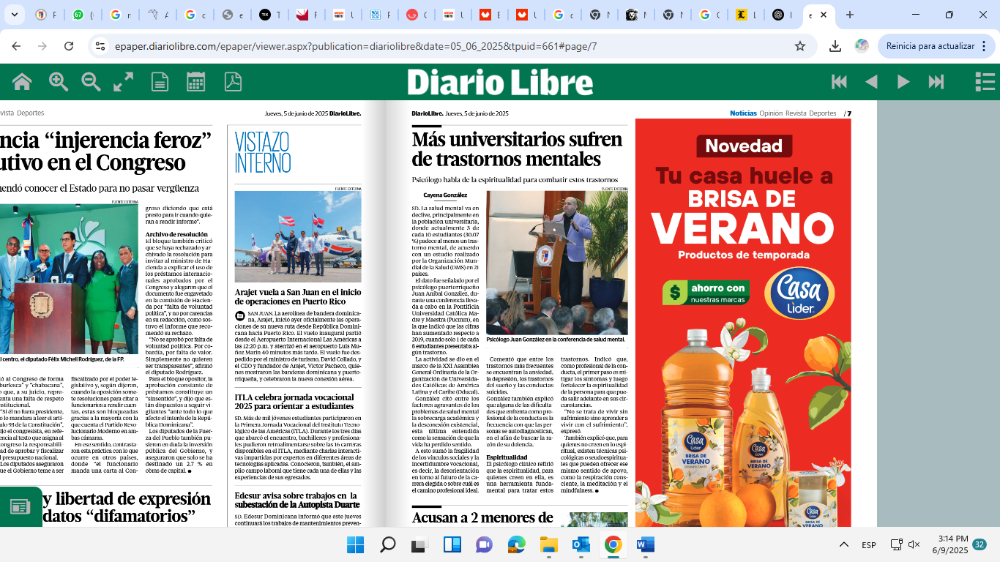 epaper.diariolibre.com/epaper/viewer.aspx?publication=diariolibre&date=05_06_2025&tpuid=661#page/7
Reinicia para actualizar
Diario Libre
vista Deportes
Jueves, 5 de junio de 2025 DiarioLibre.
ncia “injerencia feroz”
utivo en el Congreso
nendó conocer el Estado para no pasar vergüenza
FUENTE EXTERNA
al centro, el diputado Félix Michell Rodríguez, de la FP.
ió al Congreso de forma
burlesca” y “chabacana”,
o que, a su juicio, repre-
enta una falta de respeto
nstitucional.
“Si él no fuera presidente,
o lo mandara a leer el artí-
ulo 93 de la Constitución”,
ijo el congresista, en refe-
encia al texto que asigna al
ongreso la responsabili-
ad de aprobar y fiscalizar
l presupuesto nacional.
Los diputados aseguraron
ue el Gobierno teme a ser
fiscalizado por el poder le-
gislativo y, según dijeron,
cuando la oposición some-
te resoluciones para citar a
funcionarios a rendir cuen-
tas, estas son bloqueadas
gracias a la mayoría con la
que cuenta el Partido Revo-
lucionario Moderno en am-
bas cámaras.
En ese sentido, contrasta-
ron esta práctica con lo que
ocurre en otros países,
donde “el funcionario
manda una carta al Con-
greso diciendo que está
presto para ir cuando quie-
ran a rendir informe”.
Archivo de resolución
El bloque también criticó
que se haya rechazado y ar-
chivado la resolución para
invitar al ministro de Ha-
cienda a explicar el uso de
los préstamos internacio-
nales aprobados por el
Congreso y alegaron que el
documento fue engavetado
en la comisión de Hacien-
da por “falta de voluntad
política”, y no por carencias
en su redacción, como sos-
tuvo el informe que reco-
mendó su rechazo.
“No se aprobó por falta de
voluntad política. Por co-
bardía, por falta de valor.
Simplemente no quieren
ser transparentes”, afirmó
el diputado Rodríguez.
Para el bloque opositor, la
aprobación constante de
préstamos constituye un
“sinsentido”, y dijo que es-
tán dispuestos a seguir vi-
gilantes “ante todo lo que
afecte el interés de la Repú-
blica Dominicana”.
Los diputados de la Fuer-
za del Pueblo también pu-
sieron en duda la inversión
pública del Gobierno, y
aseguraron que solo se ha
destinado un 2.7 % en
obras de capital.
y libertad de expresión
datos “difamatorios”
VISTAZO
INTERNO
FUENTE EXTERNA
Arajet vuela a San Juan en el inicio
de operaciones en Puerto Rico
SAN JUAN. La aerolínea de bandera dominica-
na, Arajet, inició ayer oficialmente las opera-
ciones de su nueva ruta desde República Domini-
cana hacia Puerto Rico. El vuelo inaugural partió
desde el Aeropuerto Internacional Las Américas a
las 12:20 p.m. y aterrizó en el aeropuerto Luis Mu-
ñoz Marín 40 minutos más tarde. El vuelo fue des-
pedido por el ministro de turismo, David Collado, y
el CEO y fundador de Arajet, Víctor Pacheco, quie-
nes mostraron las banderas dominicana y puerto-
rriqueña, y celebraron la nueva conexión aérea.
ITLA celebra jornada vocacional
2025 para orientar a estudiantes
SD. Más de mil jóvenes estudiantes participaron en
la Primera Jornada Vocacional del Instituto Tecno-
lógico de las Américas (ITLA). Durante los tres días
que abarcó el encuentro, bachilleres y profesiona-
les pudieron retroalimentarse sobre las 16 carreras
disponibles en el ITLA, mediante charlas interacti-
vas impartidas por expertos en diferentes áreas de
tecnologías aplicadas. Conocieron, también, el am-
plio campo laboral que tiene cada una de ellas y las
experiencias de sus egresados.
Edesur avisa sobre trabajos en la
subestación de la Autopista Duarte
SD. Edesur Dominicana informó que este jueves
continuará los trabajos de mantenimientos preven-
DiarioLibre. Jueves, 5 de junio de 2025
Noticias Opinión Revista Deportes / 7
Más universitarios sufren
de trastornos mentales
Psicólogo habla de la espiritualidad para combatir estos trastornos
Cayena González
FUENTE EXTERNA
SD. La salud mental va en
declive, principalmente en
la población universitaria,
donde actualmente 3 de
cada 10 estudiantes (30.07
%) padece al menos un tras-
torno mental, de acuerdo
con un estudio realizado
por la Organización Mun-
dial de la Salud (OMS) en 21
países.
El dato fue señalado por el
psicólogo puertorriqueño
Juan Aníbal González, du-
rante una conferencia lleva-
da a cabo en la Pontificia
Universidad Católica Ma-
dre y Maestra (Pucmm), en
la que indicó que las cifras
han aumentado respecto a
2019, cuando solo 1 de cada
8 estudiantes presentaba al-
gún trastorno.
La actividad se dio en el
marco de la XXI Asamblea
General Ordinaria de la Or-
ganización de Universida-
des Católicas de América
Latina y el Caribe (Oducal).
González citó entre los
factores agravantes de los
problemas de salud mental
la sobrecarga académica y
la desconexión existencial,
esta última entendida
como la sensación de que la
vida ha perdido sentido.
A esto sumó la fragilidad
de los vínculos sociales y la
incertidumbre vocacional,
es decir, la desorientación
en torno al futuro de la ca-
rrera elegida o sobre cuál es
el camino profesional ideal.
Psicólogo Juan González en la conferencia de salud mental.
Comentó que entre los
trastornos más frecuentes
se encuentran la ansiedad,
la depresión, los trastornos
del sueño y las conductas
suicidas.
González también explicó
que alguna de las dificulta-
des que enfrenta como pro-
fesional de la conducta es la
frecuencia con que las per-
sonas se autodiagnostican,
en el afán de buscar la ra-
zón de su dolencia.
Espiritualidad
El psicólogo clínico refirió
que la espiritualidad, para
quienes creen en ella, es
una herramienta funda-
mental para tratar estos
trastornos. Indicó que,
como profesional de la con-
ducta, el primer paso es mi-
tigar los síntomas y luego
fortalecer la espiritualidad
de la persona para que pue-
da salir adelante en sus cir-
cunstancias.
“No se trata de vivir sin
sufrimiento sino aprender a
vivir con el sufrimiento”,
expresó.
También explicó que, para
quienes no creen en lo espi-
ritual, existen técnicas psi-
cológicas o seudoespiritua-
les que pueden ofrecer ese
mismo sentido de apoyo,
como la respiración cons-
ciente, la meditación y el
mindfulness.
Acusan a 2 menores de
Novedad
Tu casa huele a
BRISA DE
VERANO
Productos de temporada
$ ahorro con
nuestras marcas
Casa
Líder
Casa
Líder
BRISA DE
VERANO
Casa
Líder
BRISA DE
VERANO
Casa
Líder
BRISA DE
VERANO
ESP
3:14 PM
6/9/2025
32